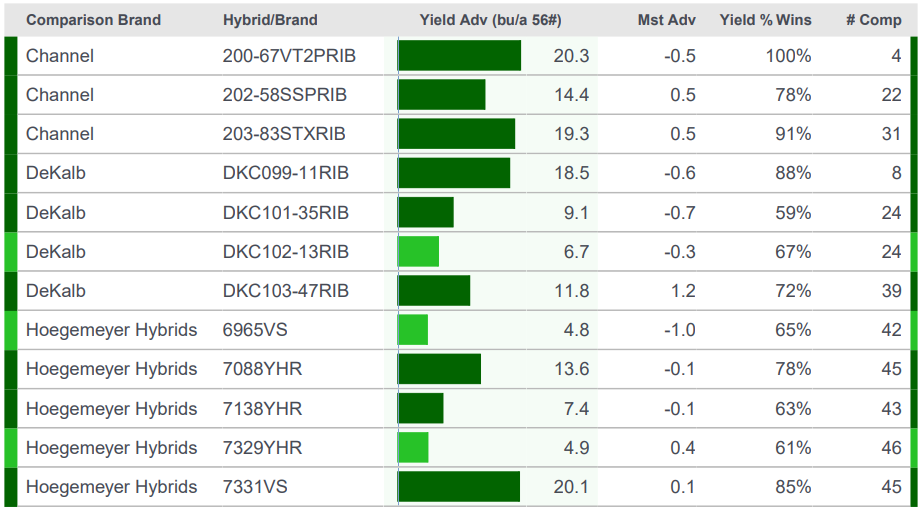 Comparison Brand Hybrid/Brand Yield Adv (bu/a 56#) Mst Adv Yield % Wins # Comp
Channel 200-67VT2PRIB 20.3 -0.5 100% 4
Channel 202-58SSPRIB 14.4 0.5 78% 22
Channel 203-83STXRIB 19.3 0.5 91% 31
DeKalb DKC099-11RIB 18.5 -0.6 88% 8
DeKalb DKC101-35RIB 9.1 -0.7 59% 24
DeKalb DKC102-13RIB 6.7 -0.3 67% 24
DeKalb DKC103-47RIB 11.8 1.2 72% 39
Hoegemeyer Hybrids 6965VS 4.8 -1.0 65% 42
Hoegemeyer Hybrids 7088YHR 13.6 -0.1 78% 45
Hoegemeyer Hybrids 7138YHR 7.4 -0.1 63% 43
Hoegemeyer Hybrids 7329YHR 4.9 0.4 61% 46
Hoegemeyer Hybrids 7331VS 20.1 0.1 85% 45